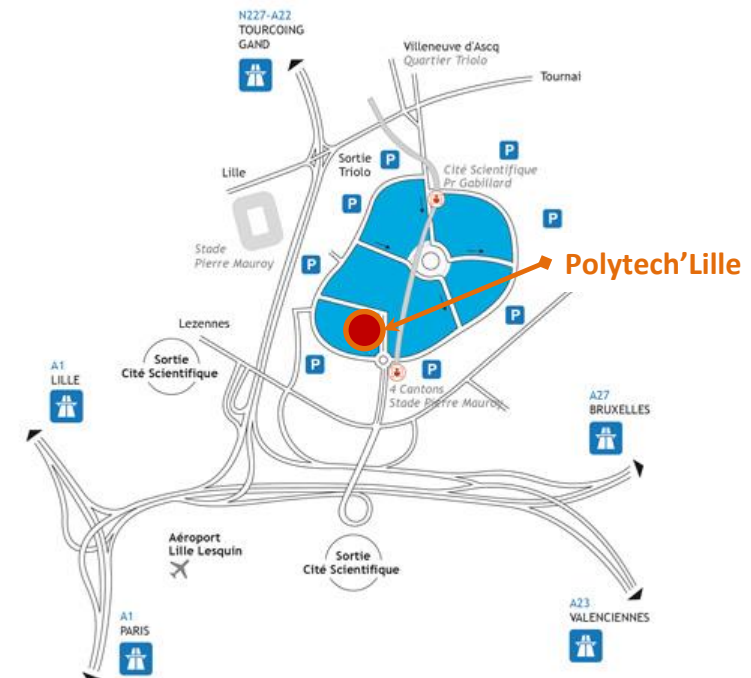 N227-A22
TOURCOING
GAND
Villeneuve d'Ascq
Quartier Triolo
Tournai
Sortie
Triolo
P
P
Lille
Cité Scientifique
Pr Gabillard
P
P
Stade
Pierre Mauroy
P
Polytech'Lille
P
Lezennes
Sortie
Cité Scientifique
P
P
A1
LILLE
4 Cantons
Stade Pierre Mauroy
A27
BRUXELLES
Aéroport
Lille Lesquin
Sortie
Cité Scientifique
A23
VALENCIENNES
A1
PARIS